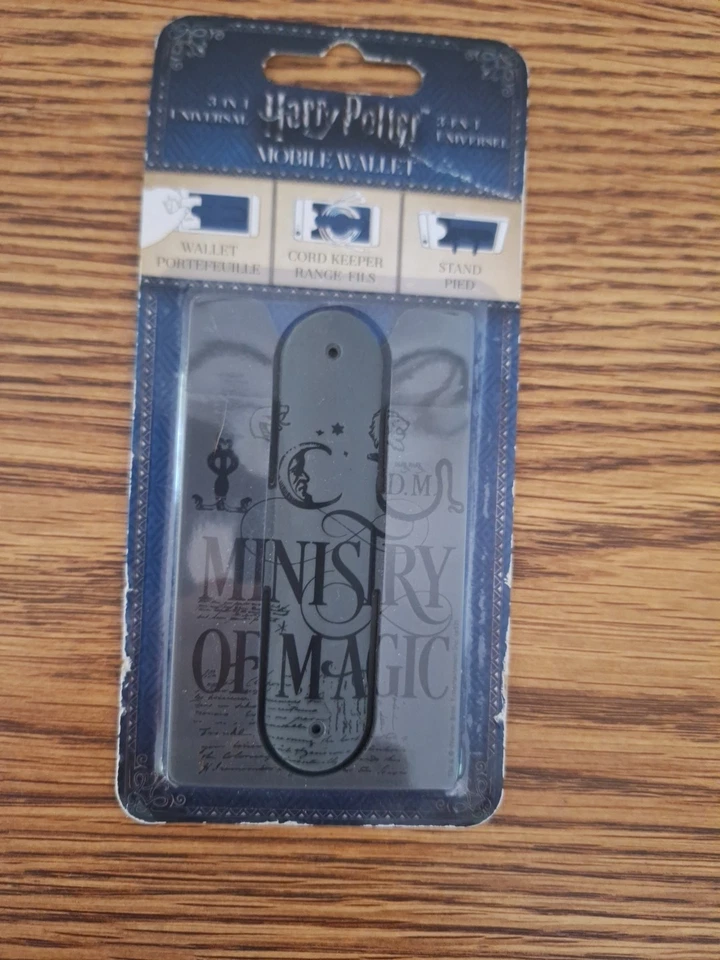 3-IN-1
UNIVERSAL
Harry Potter™
3-EN-1
UNIVERSEL
MOBILE WALLET
WALLET
PORTEFEUILLE
CORD KEEPER
RANGE-FILS
STAND
PIED
D.M
MINISTRY
OF MAGIC